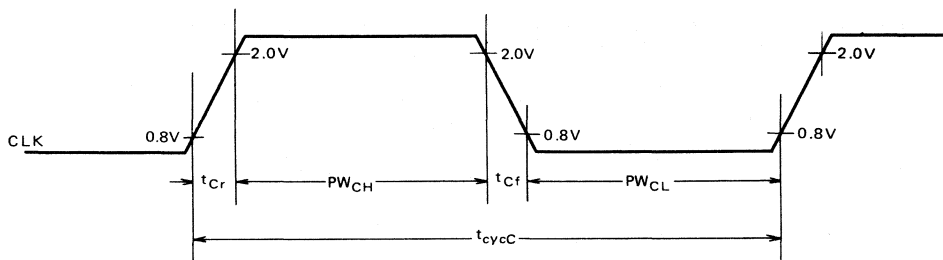 2.0V
2.0V
2.0V
CLK
0.8V
0.8V
0.8V
tCr
PWCH
tCf
PWCL
tcycC